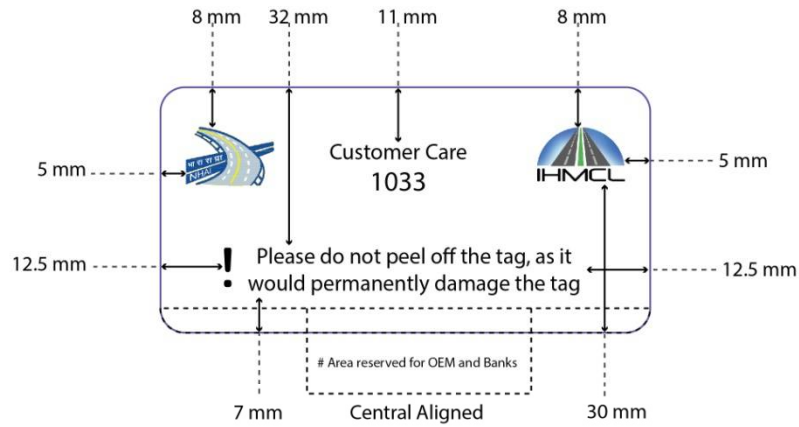 8 mm 32 mm 11 mm 8 mm
भा रा रा प्रा
NHAI
Customer Care
1033
IHMCL
5 mm 5 mm
12.5 mm ! Please do not peel off the tag, as it
would permanently damage the tag 12.5 mm
# Area reserved for OEM and Banks
7 mm Central Aligned 30 mm